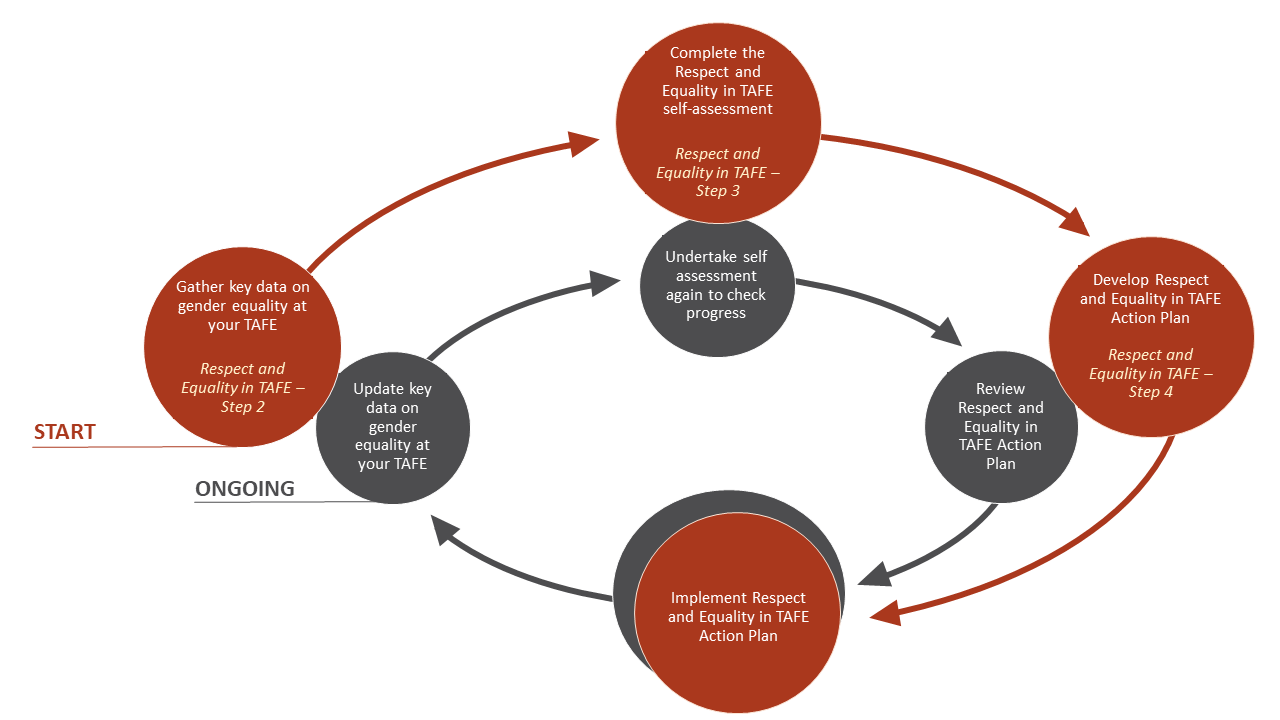 Complete the
Respect and
Equality in TAFE
self-assessment
Respect and
Equality in TAFE –
Step 3
Undertake self
assessment
again to check
progress
Gather key data on
gender equality at
your TAFE
Respect and
Equality in TAFE –
Step 2
START
Update key
data on
gender
equality at
your TAFE
ONGOING
Develop Respect
and Equality in TAFE
Action Plan
Respect and
Equality in TAFE –
Step 4
Review
Respect and
Equality in
TAFE Action
Plan
Implement Respect
and Equality in TAFE
Action Plan